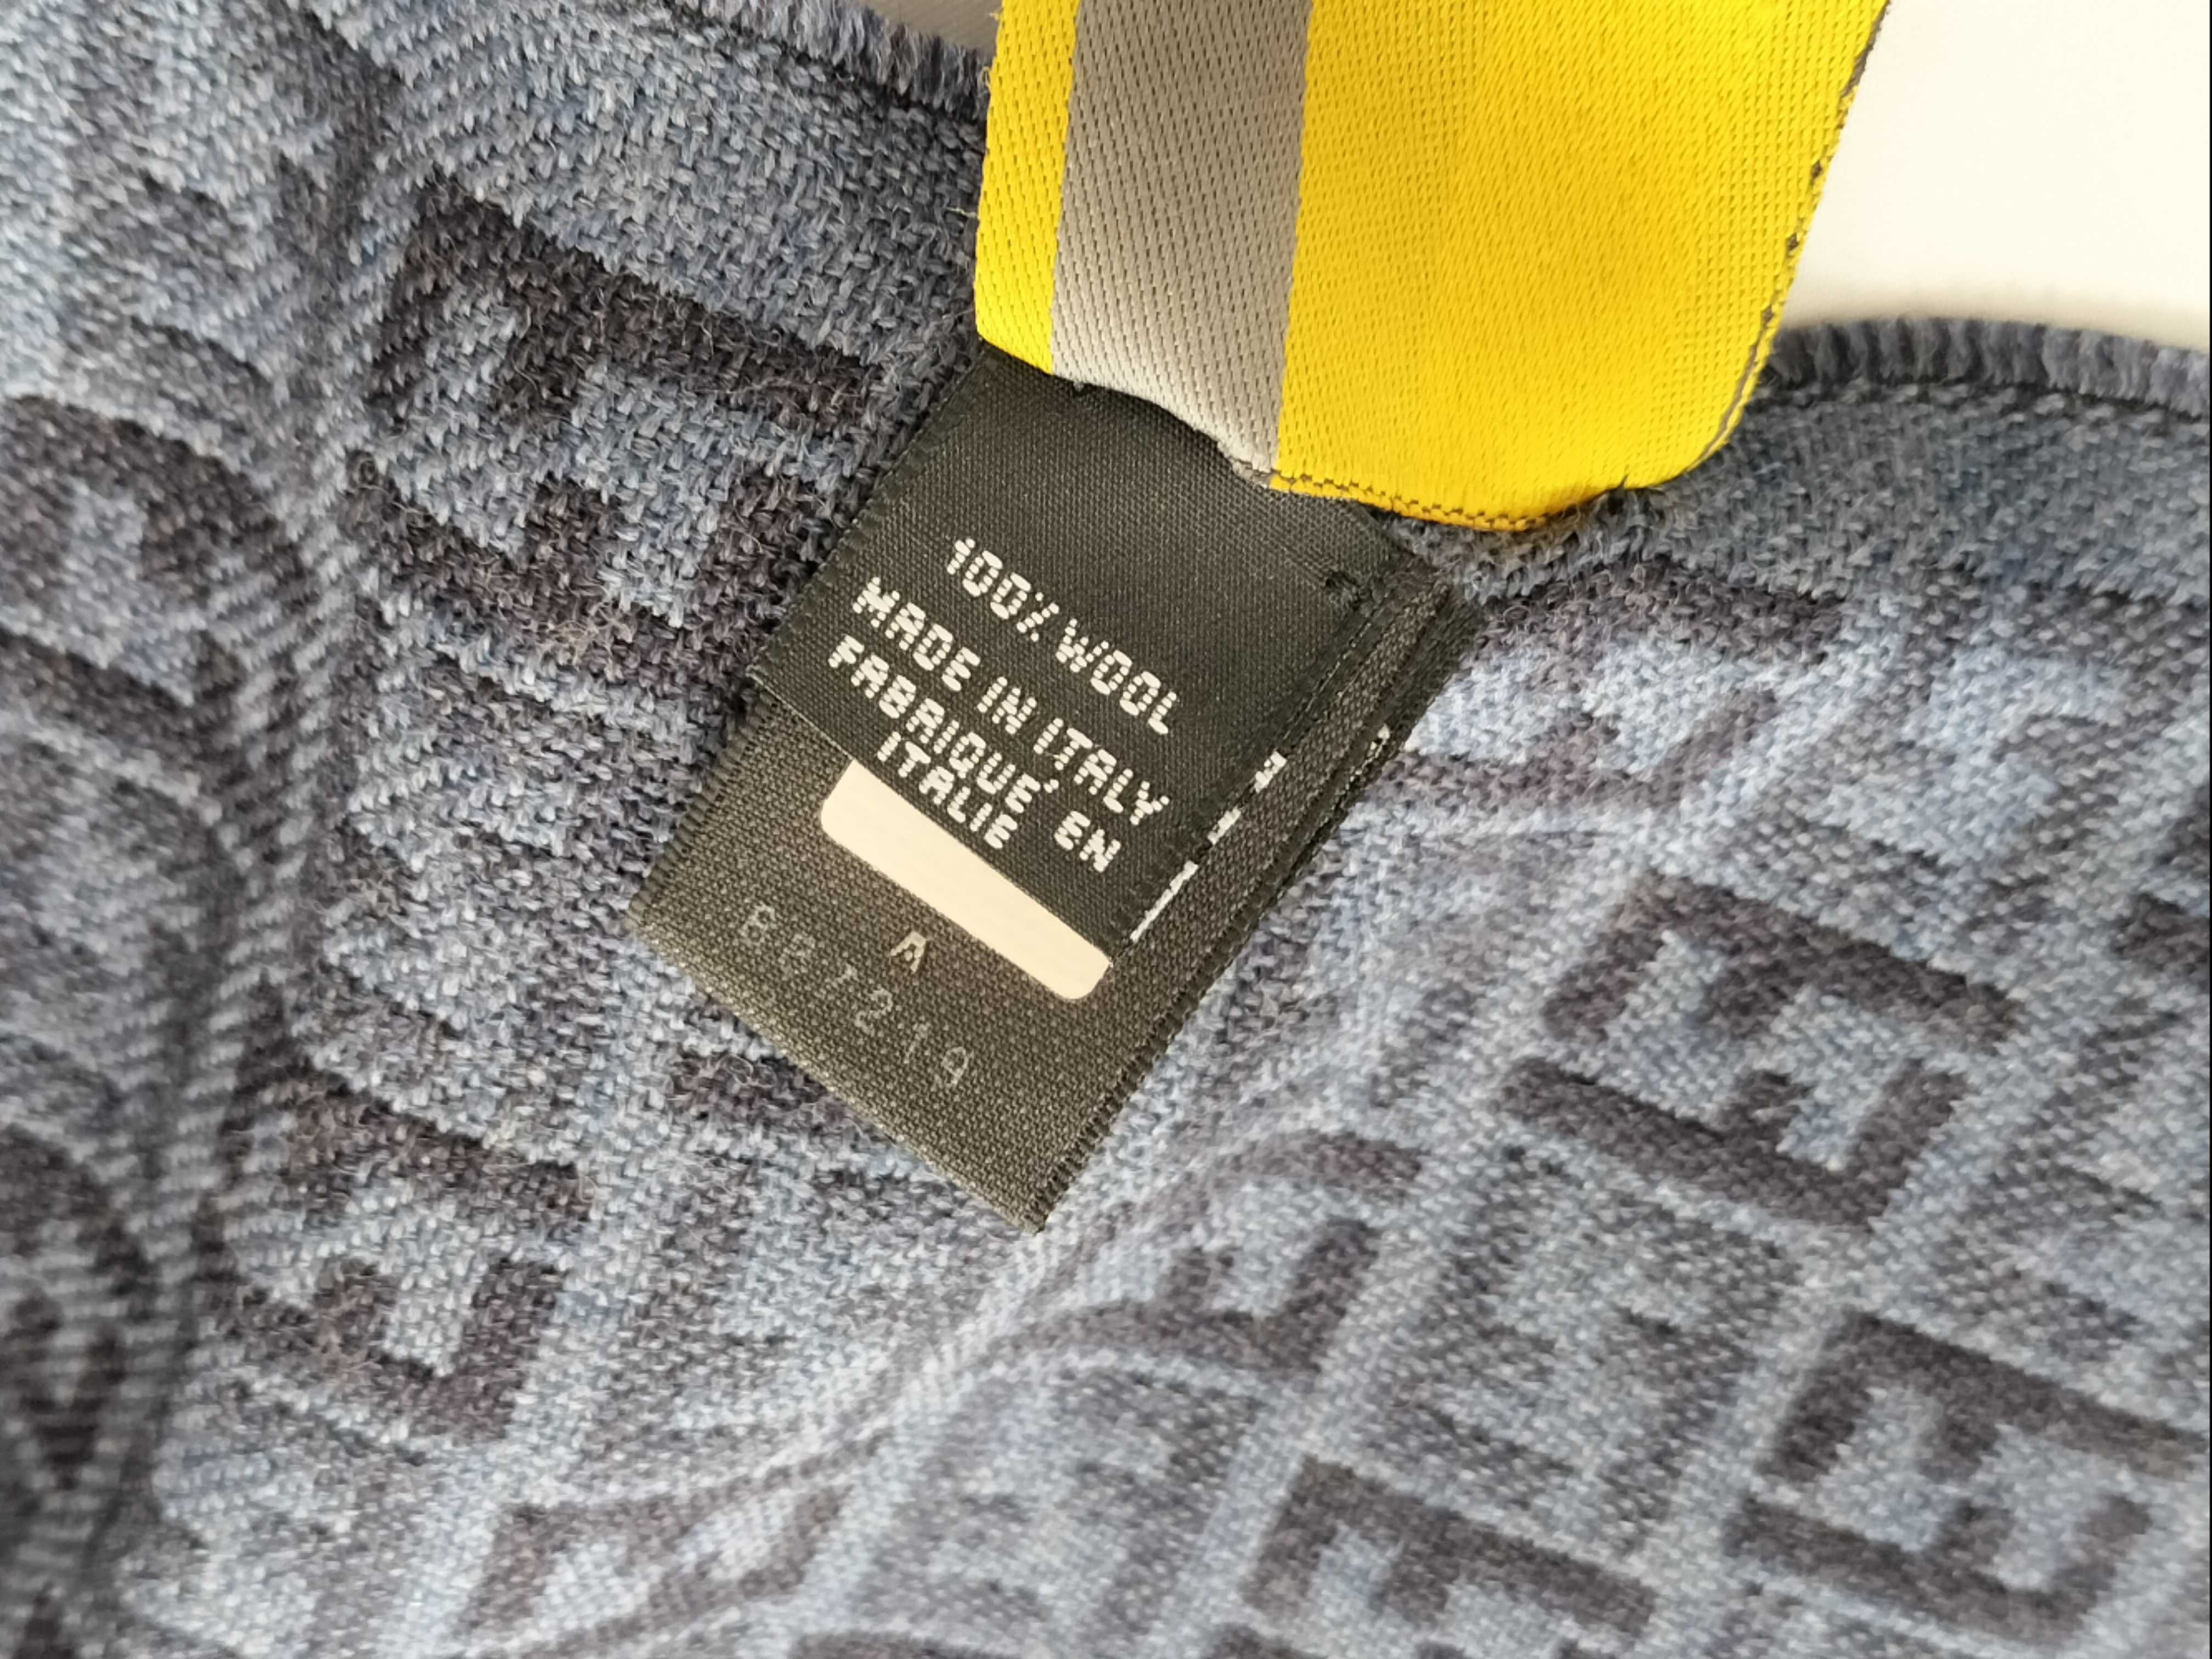 100% WOOL
MADE IN ITALY
FABRIQUE' EN
ITALIE
A